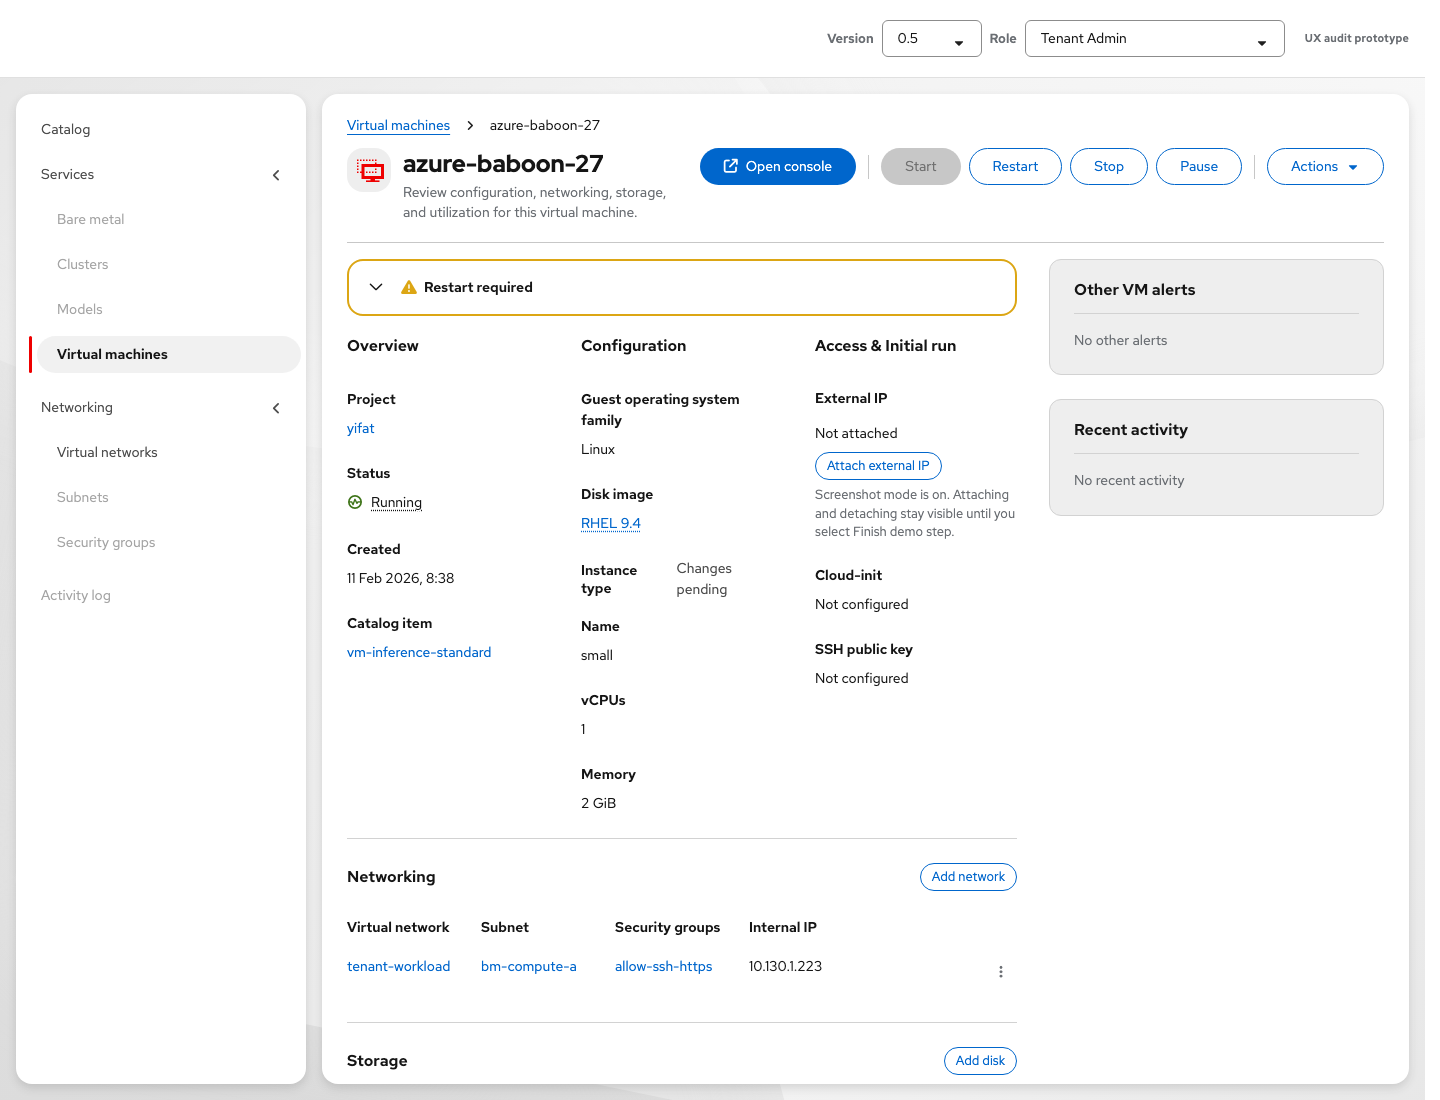 Version
0.5
Role
Tenant Admin
UX audit prototype
Catalog
Services
Bare metal
Clusters
Models
Virtual machines
Networking
Virtual networks
Subnets
Security groups
Activity log
Virtual machines
azure-baboon-27
azure-baboon-27
Review configuration, networking, storage,
and utilization for this virtual machine.
Open console
Start
Restart
Stop
Pause
Actions
Restart required
Overview
Project
yifat
Status
Running
Created
11 Feb 2026, 8:38
Catalog item
vm-inference-standard
Configuration
Guest operating system
family
Linux
Disk image
RHEL 9.4
Instance
type
Changes
pending
Name
small
vCPUs
1
Memory
2 GiB
Access & Initial run
External IP
Not attached
Attach external IP
Screenshot mode is on. Attaching
and detaching stay visible until you
select Finish demo step.
Cloud-init
Not configured
SSH public key
Not configured
Other VM alerts
No other alerts
Recent activity
No recent activity
Networking
Add network
Virtual network
Subnet
Security groups
Internal IP
tenant-workload
bm-compute-a
allow-ssh-https
10.130.1.223
Storage
Add disk